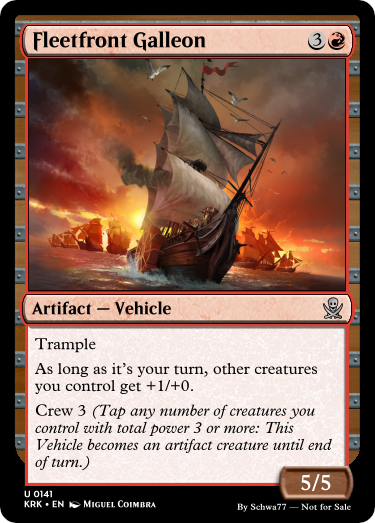 Fleetfront Galleon 3
Artifact — Vehicle
Trample
As long as it's your turn, other creatures
you control get +1/+0.
Crew 3 (Tap any number of creatures you
control with total power 3 or more: This
Vehicle becomes an artifact creature until end
of turn.)
5/5
U 0141
KRK • EN Miguel Coimbra
By Schwa77 — Not for Sale